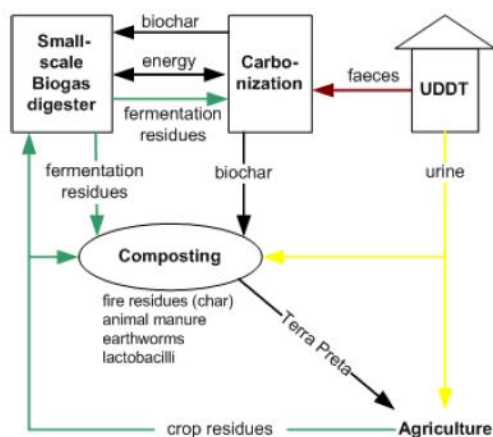 biochar
Small-
scale
Biogas
digester
energy
Carbo-
nization
faeces
UDDT
fermentation
residues
fermentation
residues
biochar
urine
Composting
fire residues (char)
animal manure
earthworms
lactobacilli
Terra Preta
crop residues
Agriculture